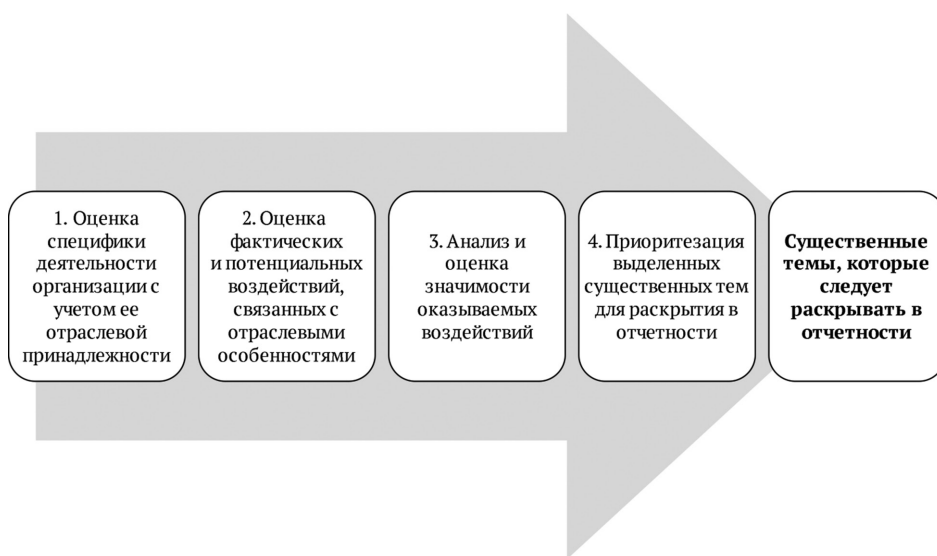 1. Оценка
специфики
деятельности
организации с
учетом ее
отраслевой
принадлежности
2. Оценка
фактических
и потенциальных
воздействий,
связанных с
отраслевыми
особенностями
3. Анализ и
оценка
значимости
оказываемых
воздействий
4. Приоритезация
выделенных
существенных тем
для раскрытия в
отчетности
Существенные
темы, которые
следует
раскрывать в
отчетности